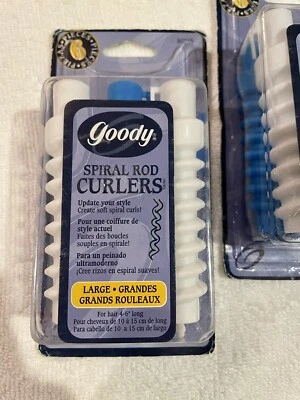 goody
SPIRAL ROD
CURLERS
Update your style
Create soft spiral curls!
Pour une coiffure de
style actuel
Faites des boucles
souples en spirale!
Para un peinado
ultramoderno
¡Cree rizos en espiral suaves!
LARGE • GRANDES
GRANDS ROULEAUX
For hair 4-6" long
Pour cheveux de 10 à 15 cm de long
Para cabello de 10 a 15 cm de largo